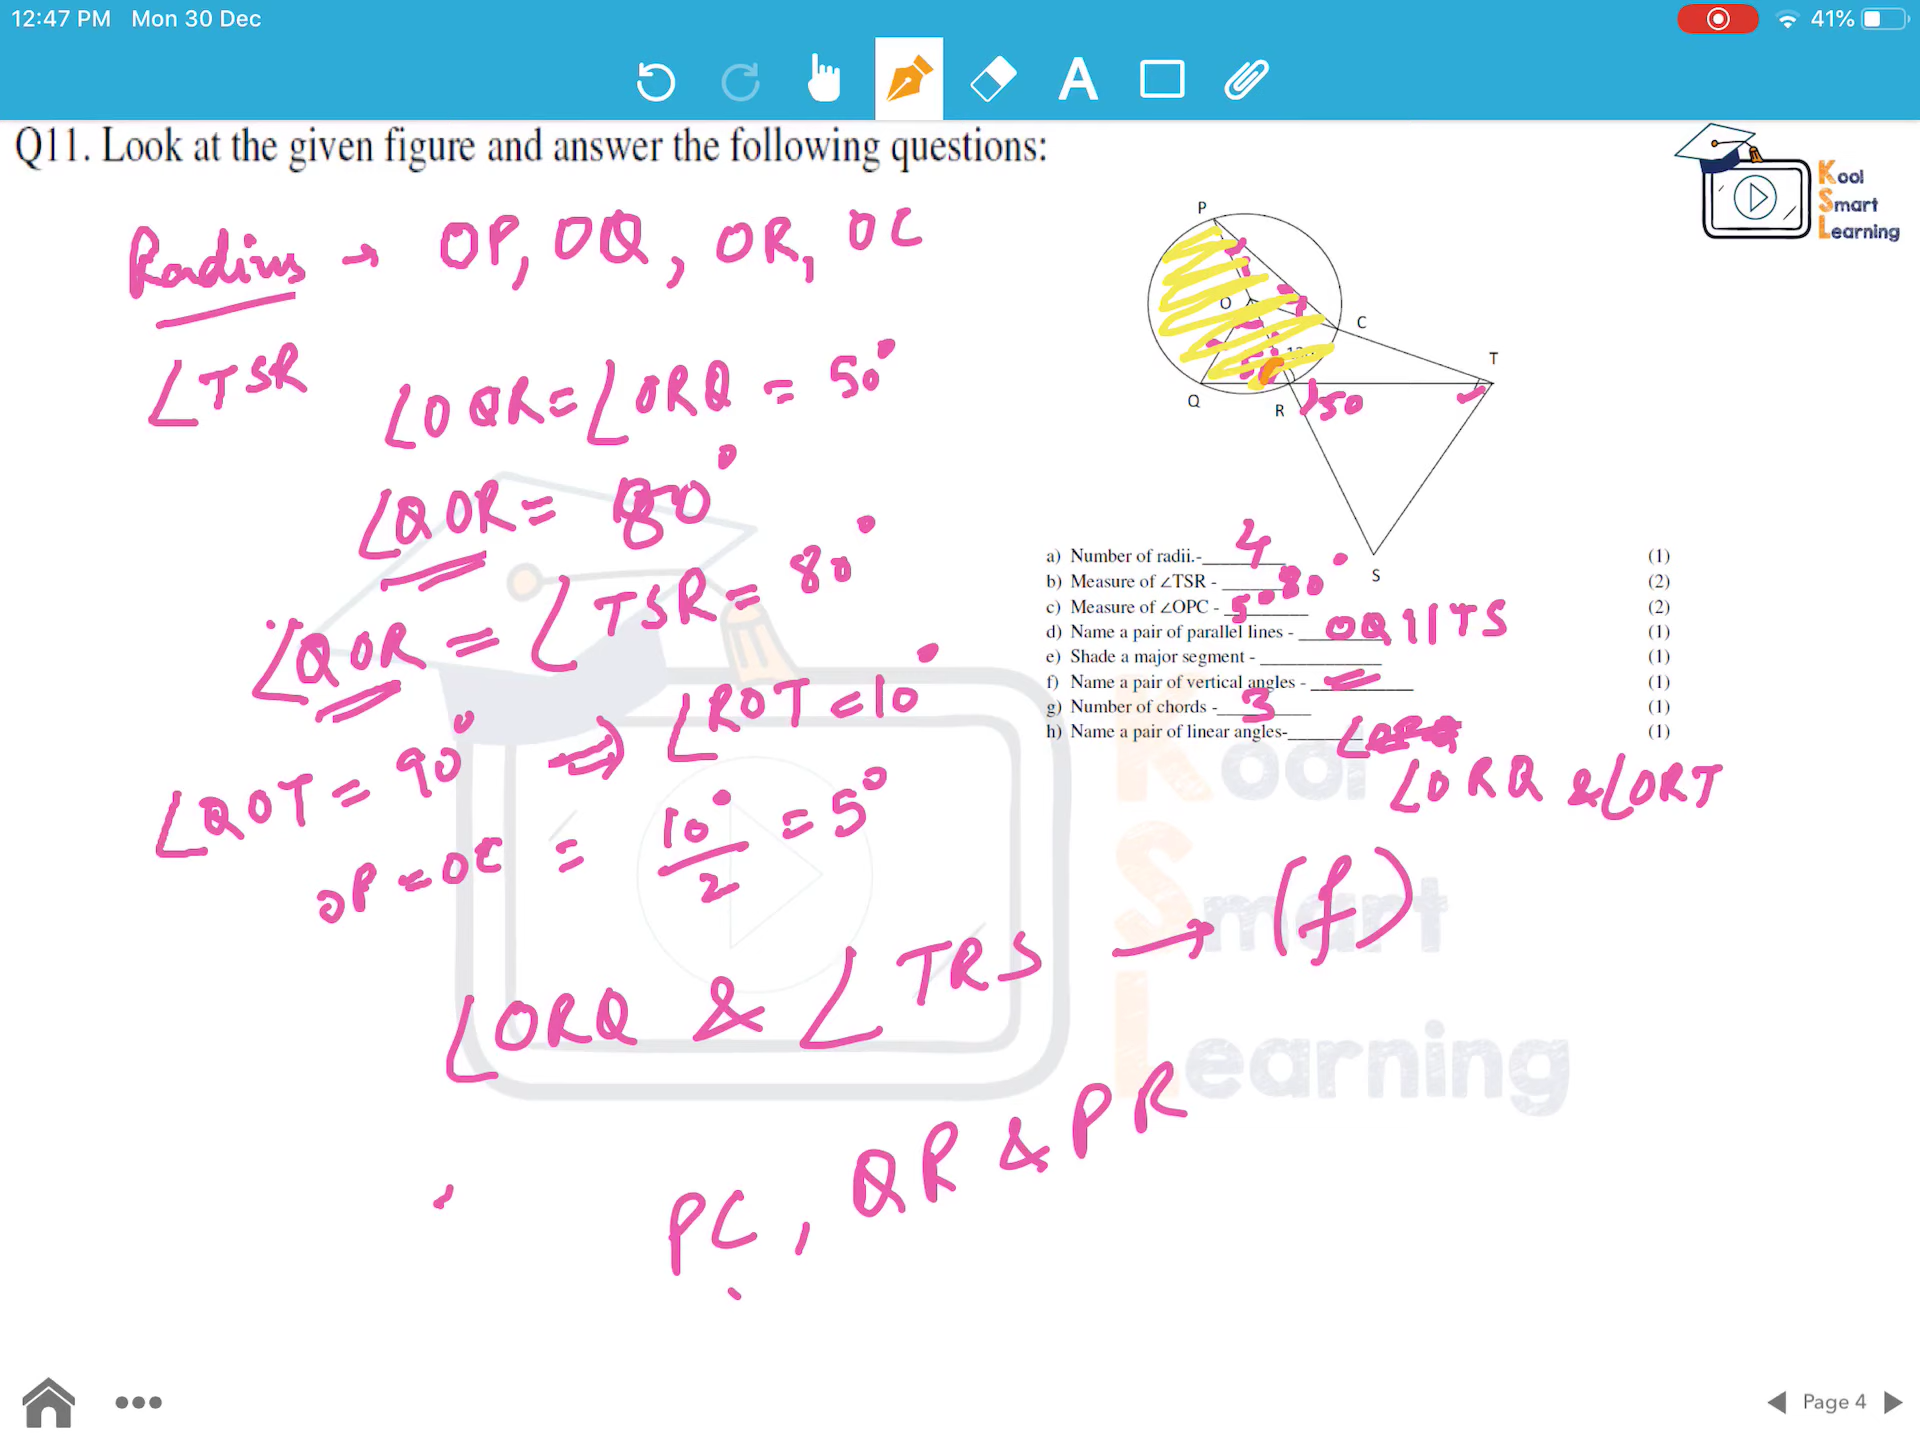 12:47 PM Mon 30 Dec
41%
A
Q11. Look at the given figure and answer the following questions:
Kool
Smart
Learning
Radius → OP, OQ, OR, OC
∠TSR
∠OQR = ∠ORQ = 50°
∠QOR = 80°
∠QOR = ∠TSR = 80°
∠QOT = 90° ⇒ ∠ROT = 10°
OP = OC = 10°/2 = 5°
∠ORQ & ∠TRS → (f)
PC, QR & PR
P
O
C
T
Q
R
50
S
a) Number of radii.- 4 (1)
b) Measure of ∠TSR - 80° (2)
c) Measure of ∠OPC - 5° (2)
d) Name a pair of parallel lines - OQ || TS (1)
e) Shade a major segment - (1)
f) Name a pair of vertical angles - (1)
g) Number of chords - 3 (1)
h) Name a pair of linear angles- (1)
∠ORQ & ∠ORT
Kool
Smart
Learning
Page 4